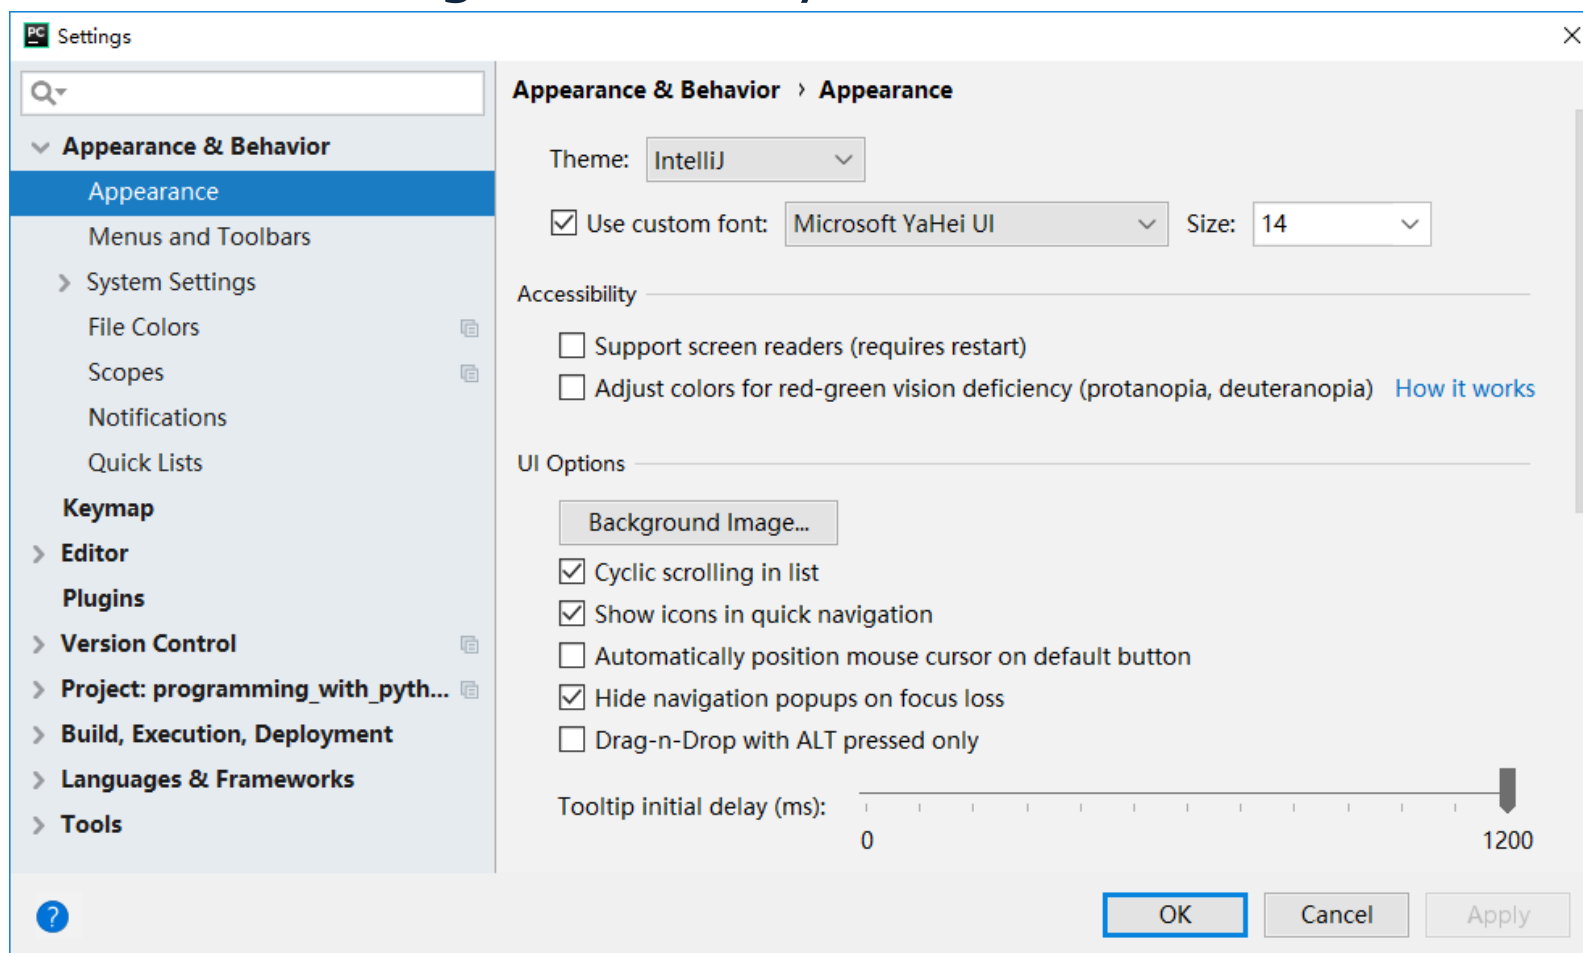 PC Settings
Appearance & Behavior › Appearance
Appearance & Behavior
Appearance
Menus and Toolbars
System Settings
File Colors
Scopes
Notifications
Quick Lists
Keymap
Editor
Plugins
Version Control
Project: programming_with_pyth...
Build, Execution, Deployment
Languages & Frameworks
Tools
Theme: IntelliJ
Use custom font: Microsoft YaHei UI Size: 14
Accessibility
Support screen readers (requires restart)
Adjust colors for red-green vision deficiency (protanopia, deuteranopia) How it works
UI Options
Background Image...
Cyclic scrolling in list
Show icons in quick navigation
Automatically position mouse cursor on default button
Hide navigation popups on focus loss
Drag-n-Drop with ALT pressed only
Tooltip initial delay (ms):
0 1200
? OK Cancel Apply